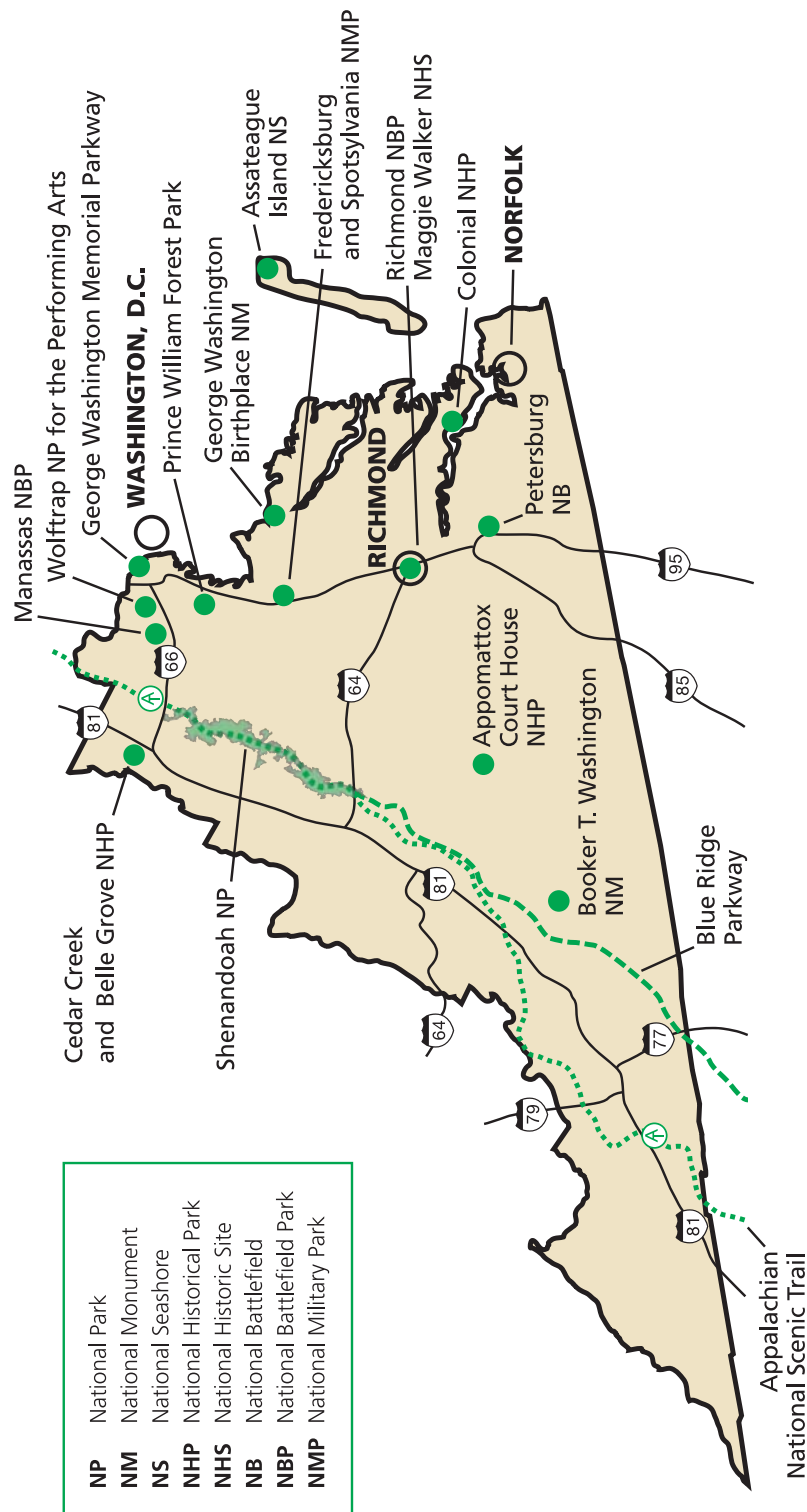 NP National Park
NM National Monument
NS National Seashore
NHP National Historical Park
NHS National Historic Site
NB National Battlefield
NBP National Battlefield Park
NMP National Military Park
Cedar Creek
and Belle Grove NHP
Shenandoah NP
Manassas NBP
Wolftrap NP for the Performing Arts
George Washington Memorial Parkway
WASHINGTON, D.C.
Prince William Forest Park
George Washington
Birthplace NM
Assateague
Island NS
Fredericksburg
and Spotsylvania NMP
Richmond NBP
Maggie Walker NHS
Colonial NHP
NORFOLK
RICHMOND
Petersburg
NB
Appomattox
Court House
NHP
Booker T. Washington
NM
Blue Ridge
Parkway
Appalachian
National Scenic Trail
81
66
64
81
64
79
77
81
85
95